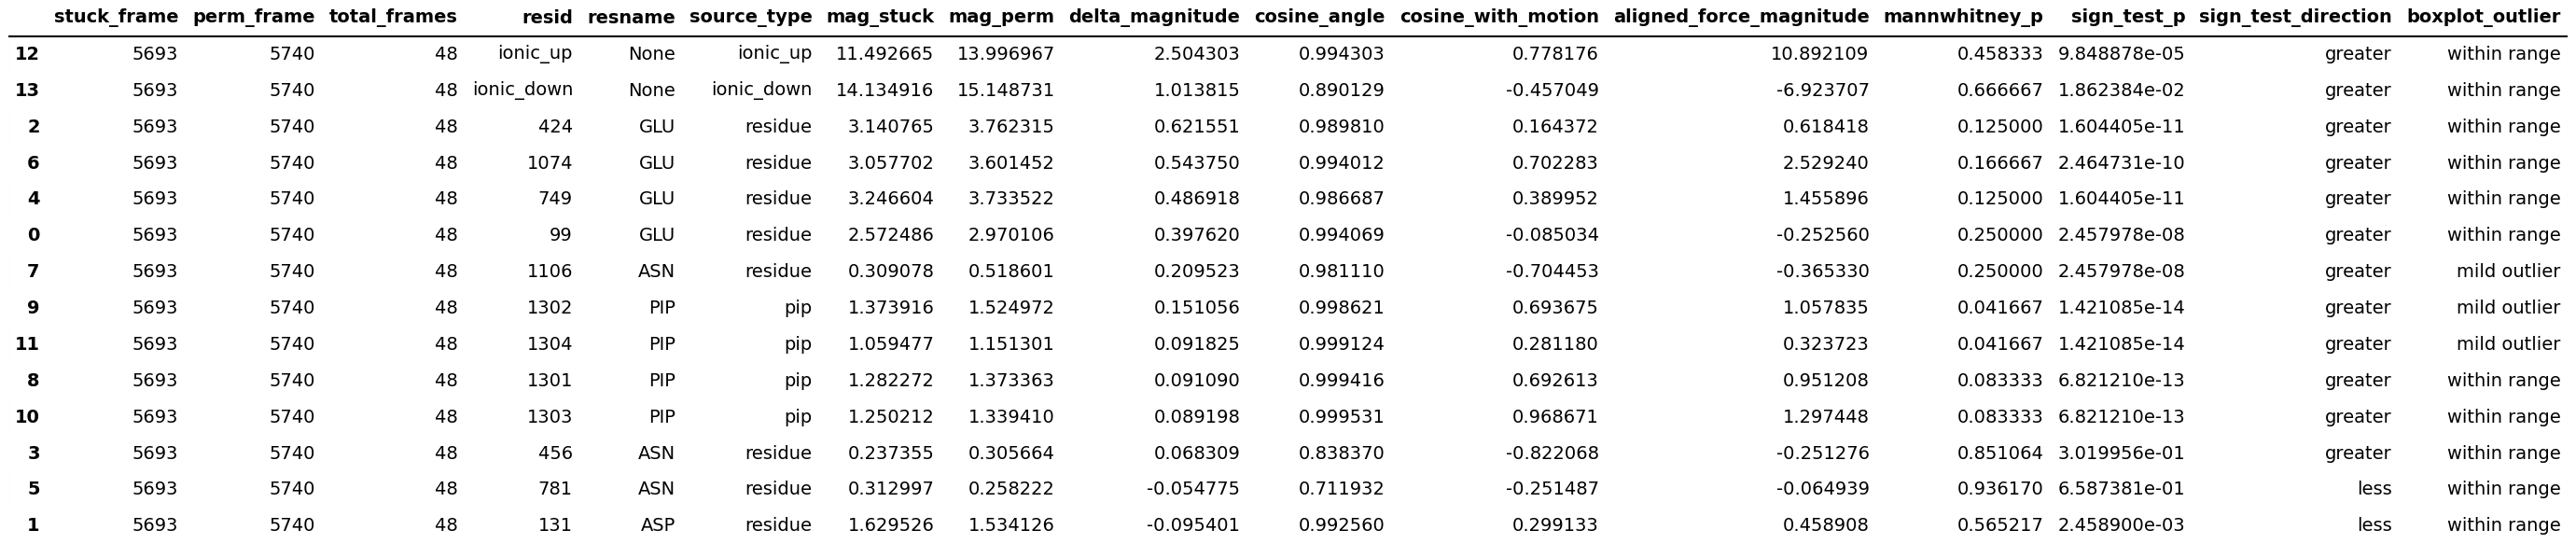 stuck_frame perm_frame total_frames resid resname source_type mag_stuck mag_perm delta_magnitude cosine_angle cosine_with_motion aligned_force_magnitude mannwhitney_p sign_test_p sign_test_direction boxplot_outlier
12 5693 5740 48 ionic_up None ionic_up 11.492665 13.996967 2.504303 0.994303 0.778176 10.892109 0.458333 9.848878e-05 greater within range
13 5693 5740 48 ionic_down None ionic_down 14.134916 15.148731 1.013815 0.890129 -0.457049 -6.923707 0.666667 1.862384e-02 greater within range
2 5693 5740 48 424 GLU residue 3.140765 3.762315 0.621551 0.989810 0.164372 0.618418 0.125000 1.604405e-11 greater within range
6 5693 5740 48 1074 GLU residue 3.057702 3.601452 0.543750 0.994012 0.702283 2.529240 0.166667 2.464731e-10 greater within range
4 5693 5740 48 749 GLU residue 3.246604 3.733522 0.486918 0.986687 0.389952 1.455896 0.125000 1.604405e-11 greater within range
0 5693 5740 48 99 GLU residue 2.572486 2.970106 0.397620 0.994069 -0.085034 -0.252560 0.250000 2.457978e-08 greater within range
7 5693 5740 48 1106 ASN residue 0.309078 0.518601 0.209523 0.981110 -0.704453 -0.365330 0.250000 2.457978e-08 greater mild outlier
9 5693 5740 48 1302 PIP pip 1.373916 1.524972 0.151056 0.998621 0.693675 1.057835 0.041667 1.421085e-14 greater mild outlier
11 5693 5740 48 1304 PIP pip 1.059477 1.151301 0.091825 0.999124 0.281180 0.323723 0.041667 1.421085e-14 greater mild outlier
8 5693 5740 48 1301 PIP pip 1.282272 1.373363 0.091090 0.999416 0.692613 0.951208 0.083333 6.821210e-13 greater within range
10 5693 5740 48 1303 PIP pip 1.250212 1.339410 0.089198 0.999531 0.968671 1.297448 0.083333 6.821210e-13 greater within range
3 5693 5740 48 456 ASN residue 0.237355 0.305664 0.068309 0.838370 -0.822068 -0.251276 0.851064 3.019956e-01 greater within range
5 5693 5740 48 781 ASN residue 0.312997 0.258222 -0.054775 0.711932 -0.251487 -0.064939 0.936170 6.587381e-01 less within range
1 5693 5740 48 131 ASP residue 1.629526 1.534126 -0.095401 0.992560 0.299133 0.458908 0.565217 2.458900e-03 less within range